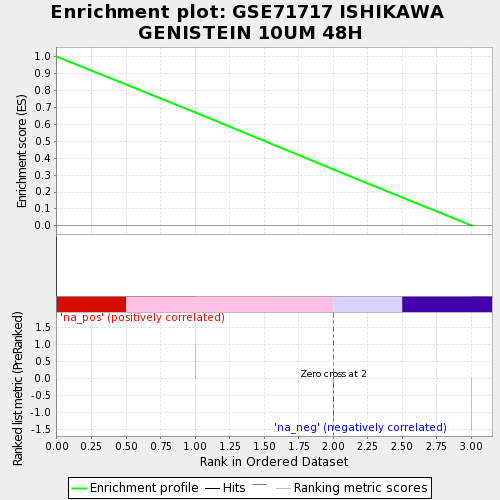 Enrichment plot: GSE71717 ISHIKAWA
GENISTEIN 10UM 48H
Enrichment score (ES)
1.0
0.9
0.8
0.7
0.6
0.5
0.4
0.3
0.2
0.1
0.0
'na_pos' (positively correlated)
Ranked list metric (PreRanked)
1.5
1.0
0.5
0.0
-0.5
-1.0
-1.5
Zero cross at 2
'na_neg' (negatively correlated)
0.00 0.25 0.50 0.75 1.00 1.25 1.50 1.75 2.00 2.25 2.50 2.75 3.00
Rank in Ordered Dataset
Enrichment profile Hits Ranking metric scores